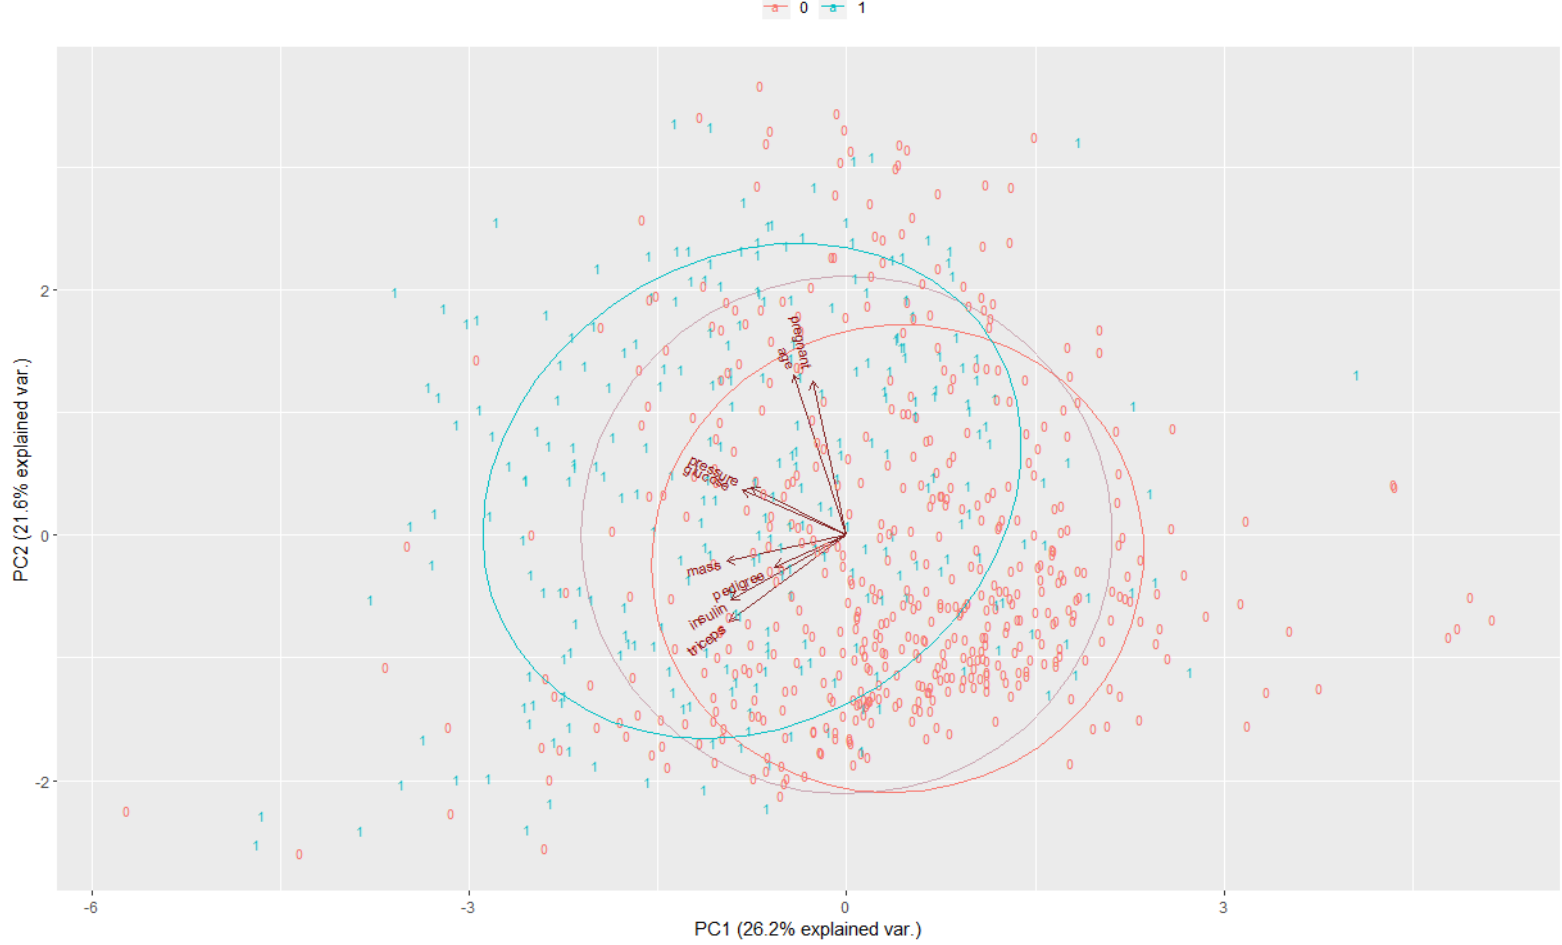 a 0 a 1
PC2 (21.6% explained var.)
2
0
-2
pregnant
age
pressure
glucose
mass
pedigree
insulin
triceps
-6 -3 0 3
PC1 (26.2% explained var.)